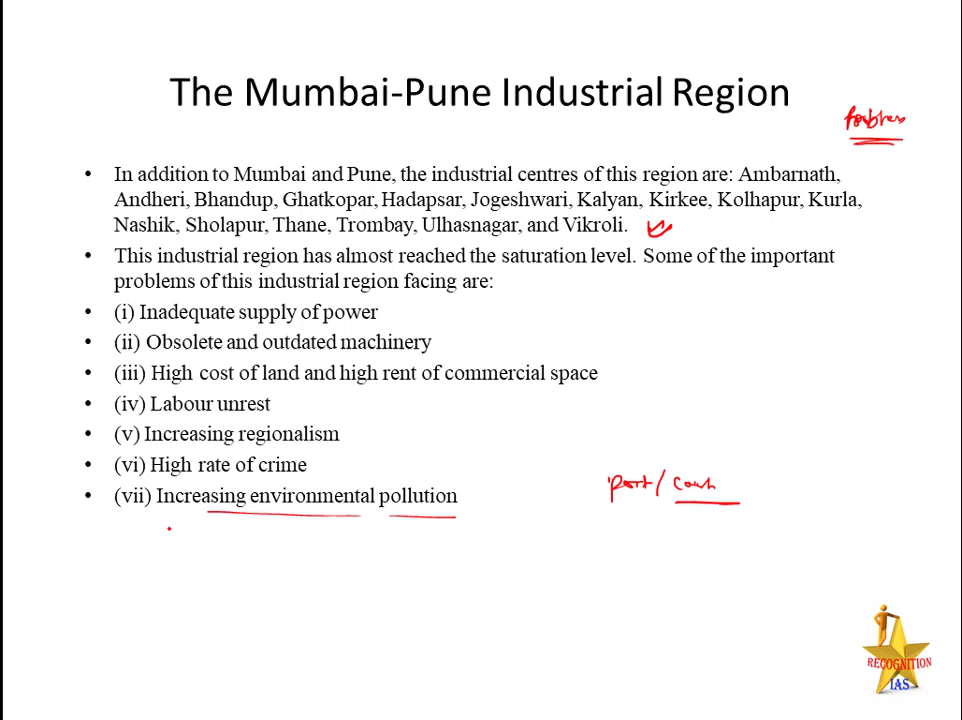 The Mumbai-Pune Industrial Region
• In addition to Mumbai and Pune, the industrial centres of this region are: Ambarnath,
Andheri, Bhandup, Ghatkopar, Hadapsar, Jogeshwari, Kalyan, Kirkee, Kolhapur, Kurla,
Nashik, Sholapur, Thane, Trombay, Ulhasnagar, and Vikroli.
• This industrial region has almost reached the saturation level. Some of the important
problems of this industrial region facing are:
• (i) Inadequate supply of power
• (ii) Obsolete and outdated machinery
• (iii) High cost of land and high rent of commercial space
• (iv) Labour unrest
• (v) Increasing regionalism
• (vi) High rate of crime
• (vii) Increasing environmental pollution
port/
RECOGNITION
IAS